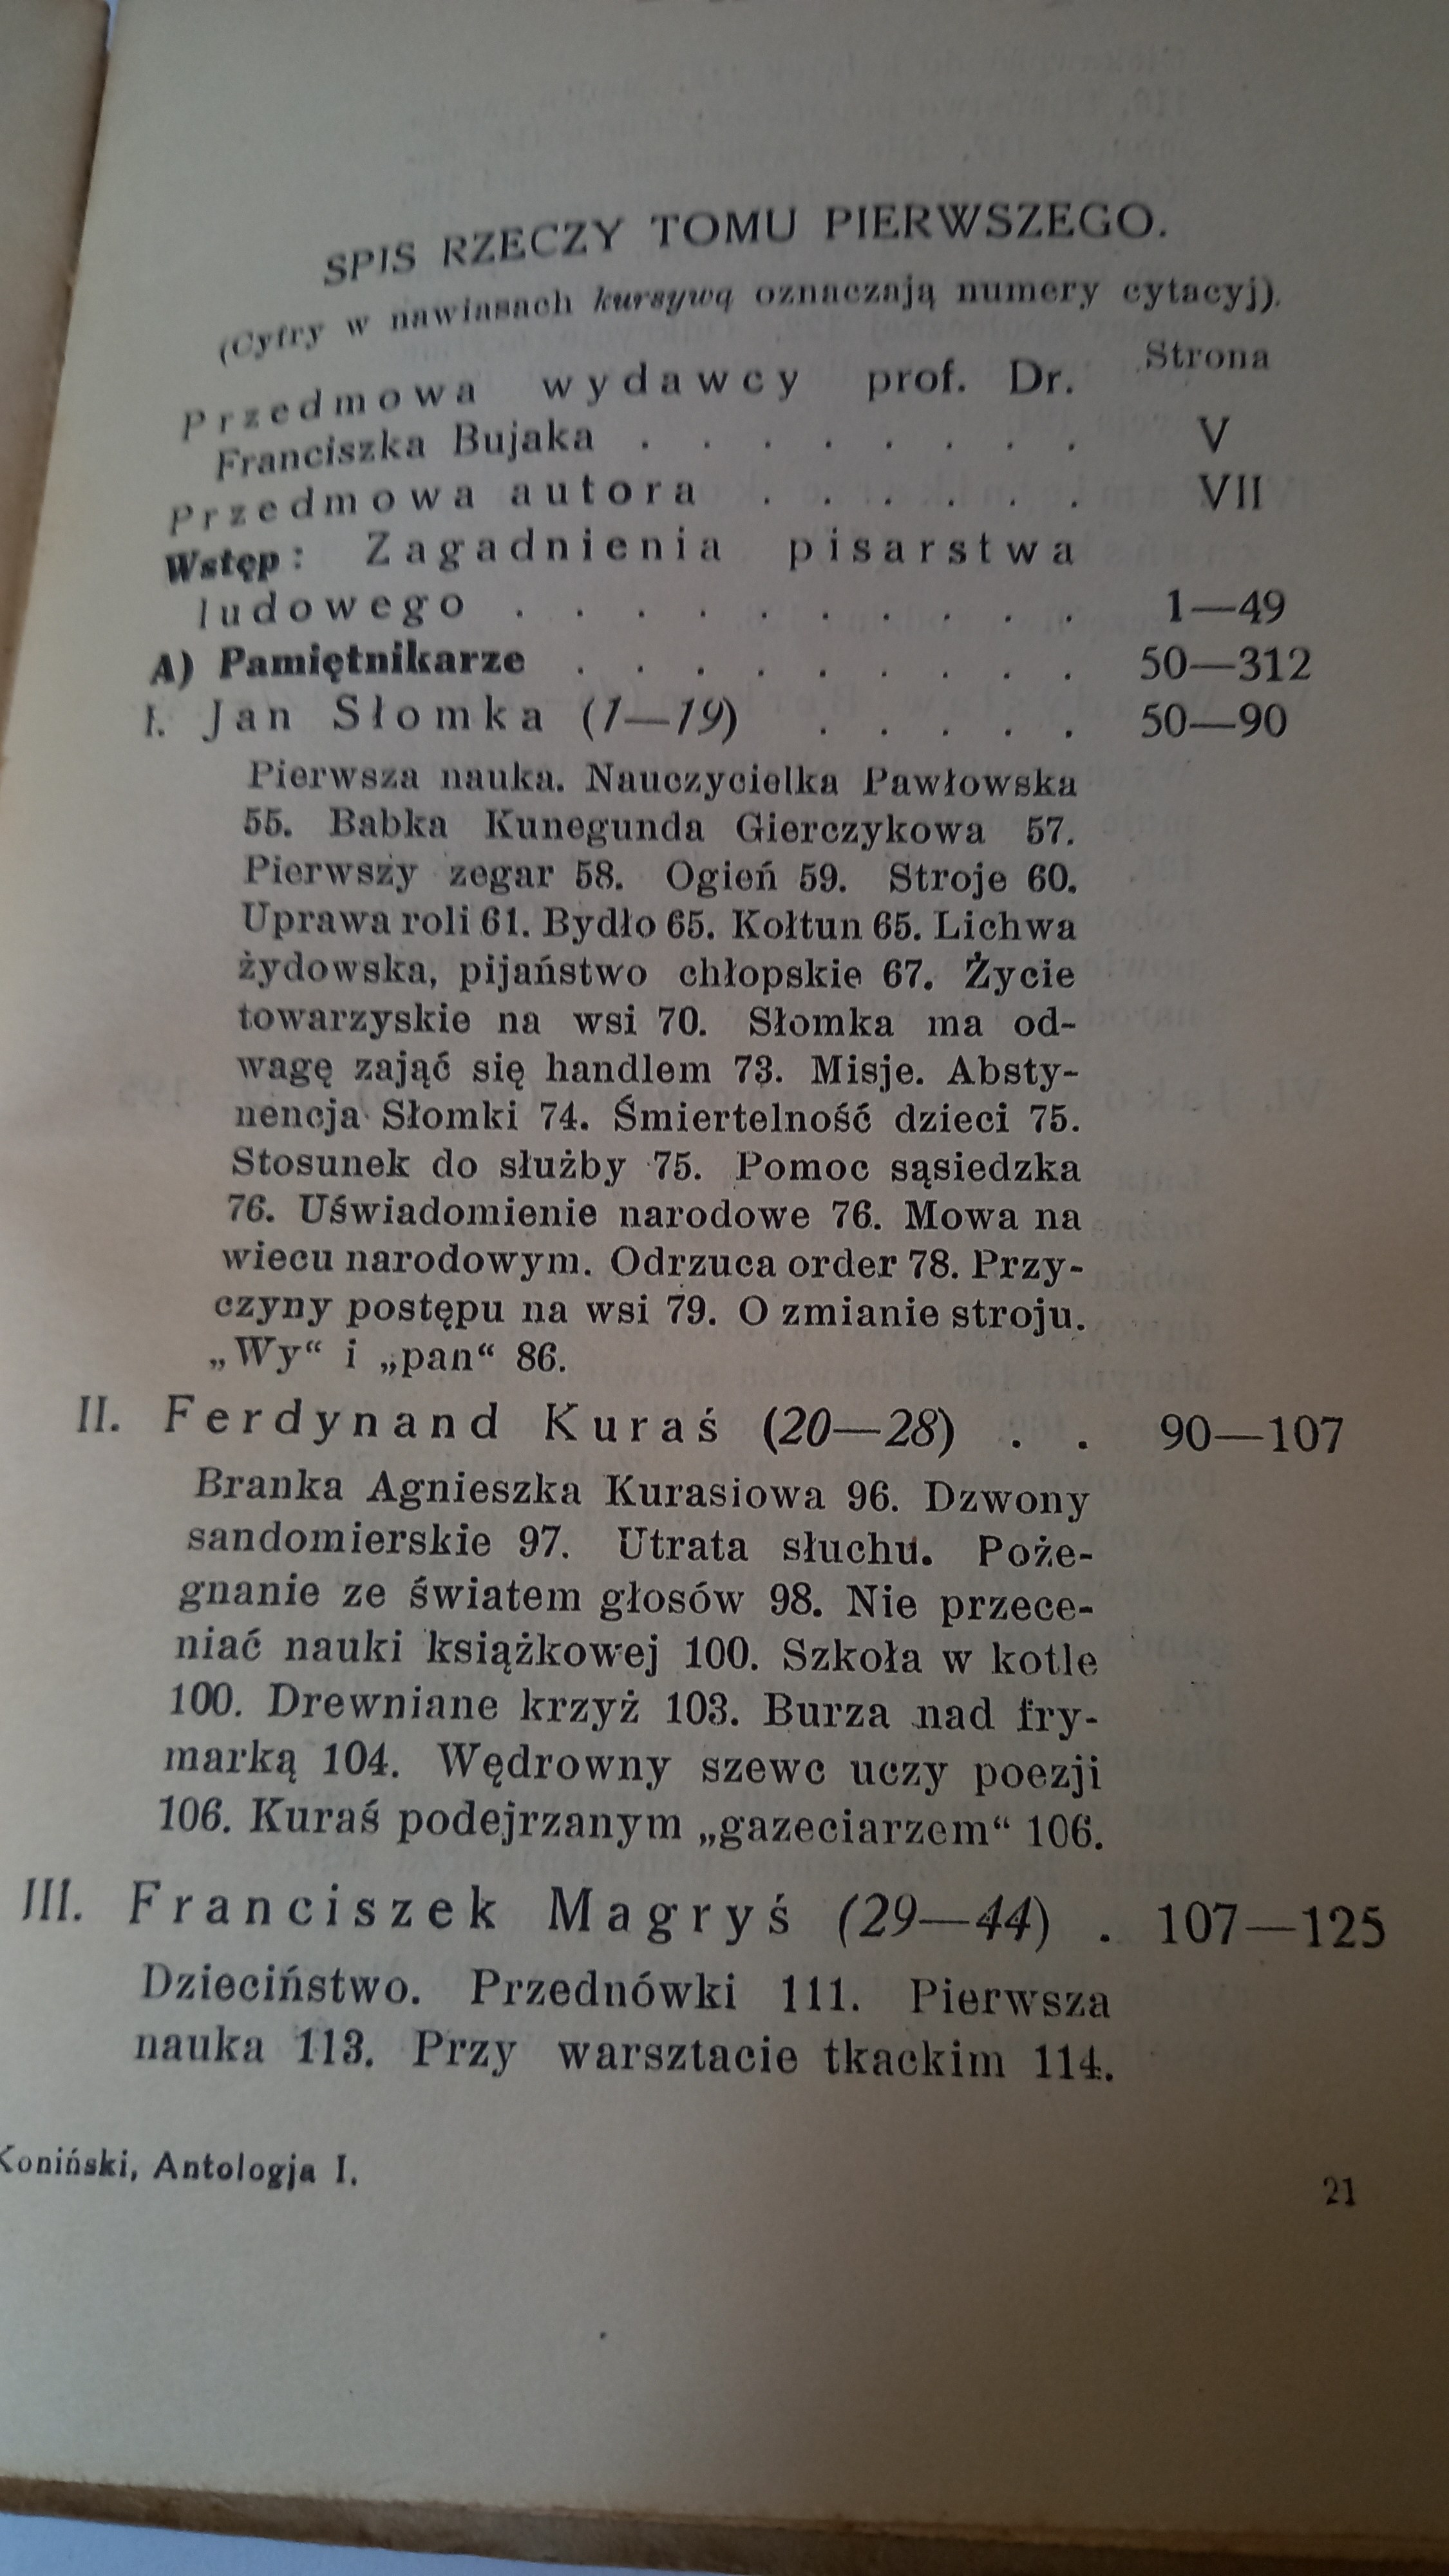 SPIS RZECZY TOMU PIERWSZEGO.
(Cyfry w nawiasach kursywą oznaczają numery cytacyj).
Strona
Przedmowa wydawcy prof. Dr.
Franciszka Bujaka . . . . . . . . V
Przedmowa autora . . . . . . VII
Wstęp: Zagadnienia pisarstwa
ludowego . . . . . . . . . . 1—49
A) Pamiętnikarze . . . . . . . . . 50—312
I. Jan Słomka (1—19) . . . . . 50—90
Pierwsza nauka. Nauczycielka Pawłowska
55. Babka Kunegunda Gierczykowa 57.
Pierwszy zegar 58. Ogień 59. Stroje 60.
Uprawa roli 61. Bydło 65. Kołtun 65. Lichwa
żydowska, pijaństwo chłopskie 67. Życie
towarzyskie na wsi 70. Słomka ma od-
wagę zająć się handlem 73. Misje. Absty-
nencja Słomki 74. Śmiertelność dzieci 75.
Stosunek do służby 75. Pomoc sąsiedzka
76. Uświadomienie narodowe 76. Mowa na
wiecu narodowym. Odrzuca order 78. Przy-
czyny postępu na wsi 79. O zmianie stroju.
„Wy“ i „pan“ 86.
II. Ferdynand Kuraś (20—28) . . 90—107
Branka Agnieszka Kurasiowa 96. Dzwony
sandomierskie 97. Utrata słuchu. Poże-
gnanie ze światem głosów 98. Nie przece-
niać nauki książkowej 100. Szkoła w kotle
100. Drewniane krzyż 103. Burza nad fry-
marką 104. Wędrowny szewc uczy poezji
106. Kuraś podejrzanym „gazeciarzem“ 106.
III. Franciszek Magryś (29—44) . 107—125
Dzieciństwo. Przednówki 111. Pierwsza
nauka 113. Przy warsztacie tkackim 114.
Koniński, Antologja I.
21